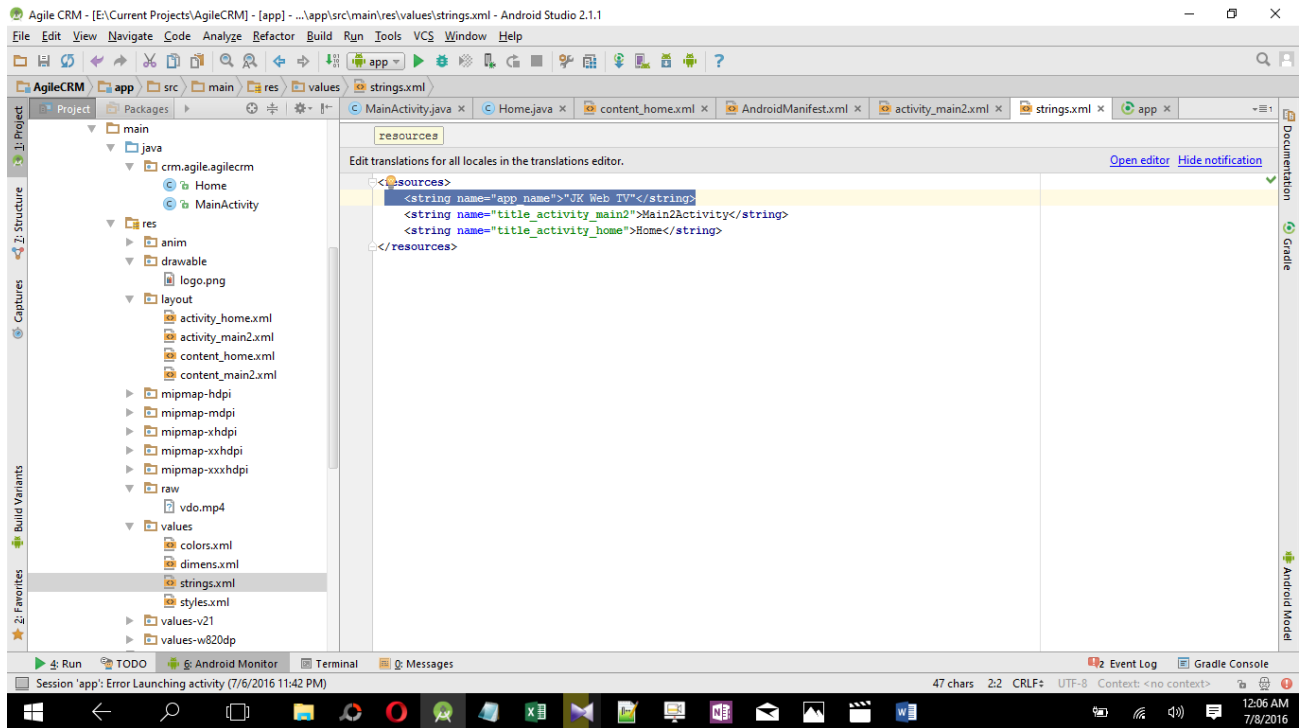 Agile CRM - [E:\Current Projects\AgileCRM] - [app] - ...\app\src\main\res\values\strings.xml - Android Studio 2.1.1
File Edit View Navigate Code Analyze Refactor Build Run Tools VCS Window Help
app
AgileCRM app src main res values strings.xml
Project Packages
MainActivity.java Home.java content_home.xml AndroidManifest.xml activity_main2.xml strings.xml app
1: Project
7: Structure
Captures
Build Variants
2: Favorites
main
java
crm.agile.agilecrm
Home
MainActivity
res
anim
drawable
logo.png
layout
activity_home.xml
activity_main2.xml
content_home.xml
content_main2.xml
mipmap-hdpi
mipmap-mdpi
mipmap-xhdpi
mipmap-xxhdpi
mipmap-xxxhdpi
raw
vdo.mp4
values
colors.xml
dimens.xml
strings.xml
styles.xml
values-v21
values-w820dp
resources
Edit translations for all locales in the translations editor. Open editor Hide notification
<resources>
<string name="app_name">"JK Web TV"</string>
<string name="title_activity_main2">Main2Activity</string>
<string name="title_activity_home">Home</string>
</resources>
Documentation
Gradle
Android Model
4: Run TODO 6: Android Monitor Terminal 0: Messages 2 Event Log Gradle Console
Session 'app': Error Launching activity (7/6/2016 11:42 PM) 47 chars 2:2 CRLF UTF-8 Context: <no context>
12:06 AM
7/8/2016